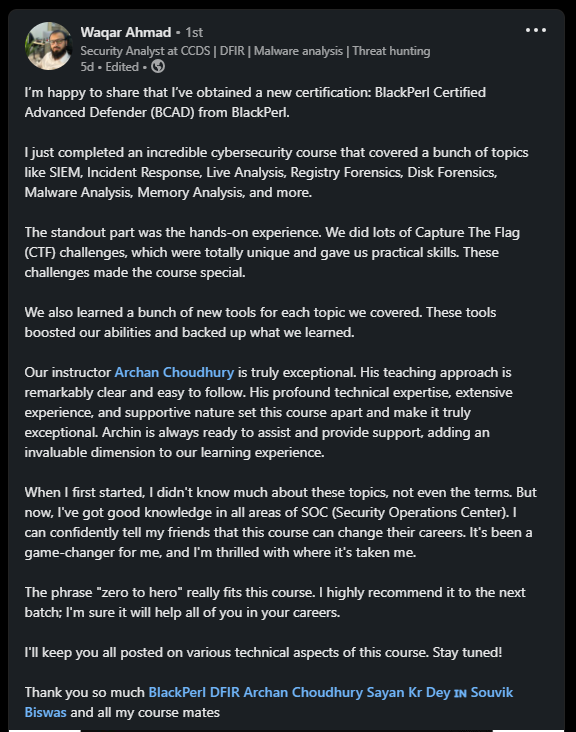 Waqar Ahmad • 1st
Security Analyst at CCDS | DFIR | Malware analysis | Threat hunting
5d • Edited •
I'm happy to share that I've obtained a new certification: BlackPerl Certified
Advanced Defender (BCAD) from BlackPerl.
I just completed an incredible cybersecurity course that covered a bunch of topics
like SIEM, Incident Response, Live Analysis, Registry Forensics, Disk Forensics,
Malware Analysis, Memory Analysis, and more.
The standout part was the hands-on experience. We did lots of Capture The Flag
(CTF) challenges, which were totally unique and gave us practical skills. These
challenges made the course special.
We also learned a bunch of new tools for each topic we covered. These tools
boosted our abilities and backed up what we learned.
Our instructor Archan Choudhury is truly exceptional. His teaching approach is
remarkably clear and easy to follow. His profound technical expertise, extensive
experience, and supportive nature set this course apart and make it truly
exceptional. Archin is always ready to assist and provide support, adding an
invaluable dimension to our learning experience.
When I first started, I didn't know much about these topics, not even the terms. But
now, I've got good knowledge in all areas of SOC (Security Operations Center). I
can confidently tell my friends that this course can change their careers. It's been a
game-changer for me, and I'm thrilled with where it's taken me.
The phrase "zero to hero" really fits this course. I highly recommend it to the next
batch; I'm sure it will help all of you in your careers.
I'll keep you all posted on various technical aspects of this course. Stay tuned!
Thank you so much BlackPerl DFIR Archan Choudhury Sayan Kr Dey ɪɴ Souvik
Biswas and all my course mates